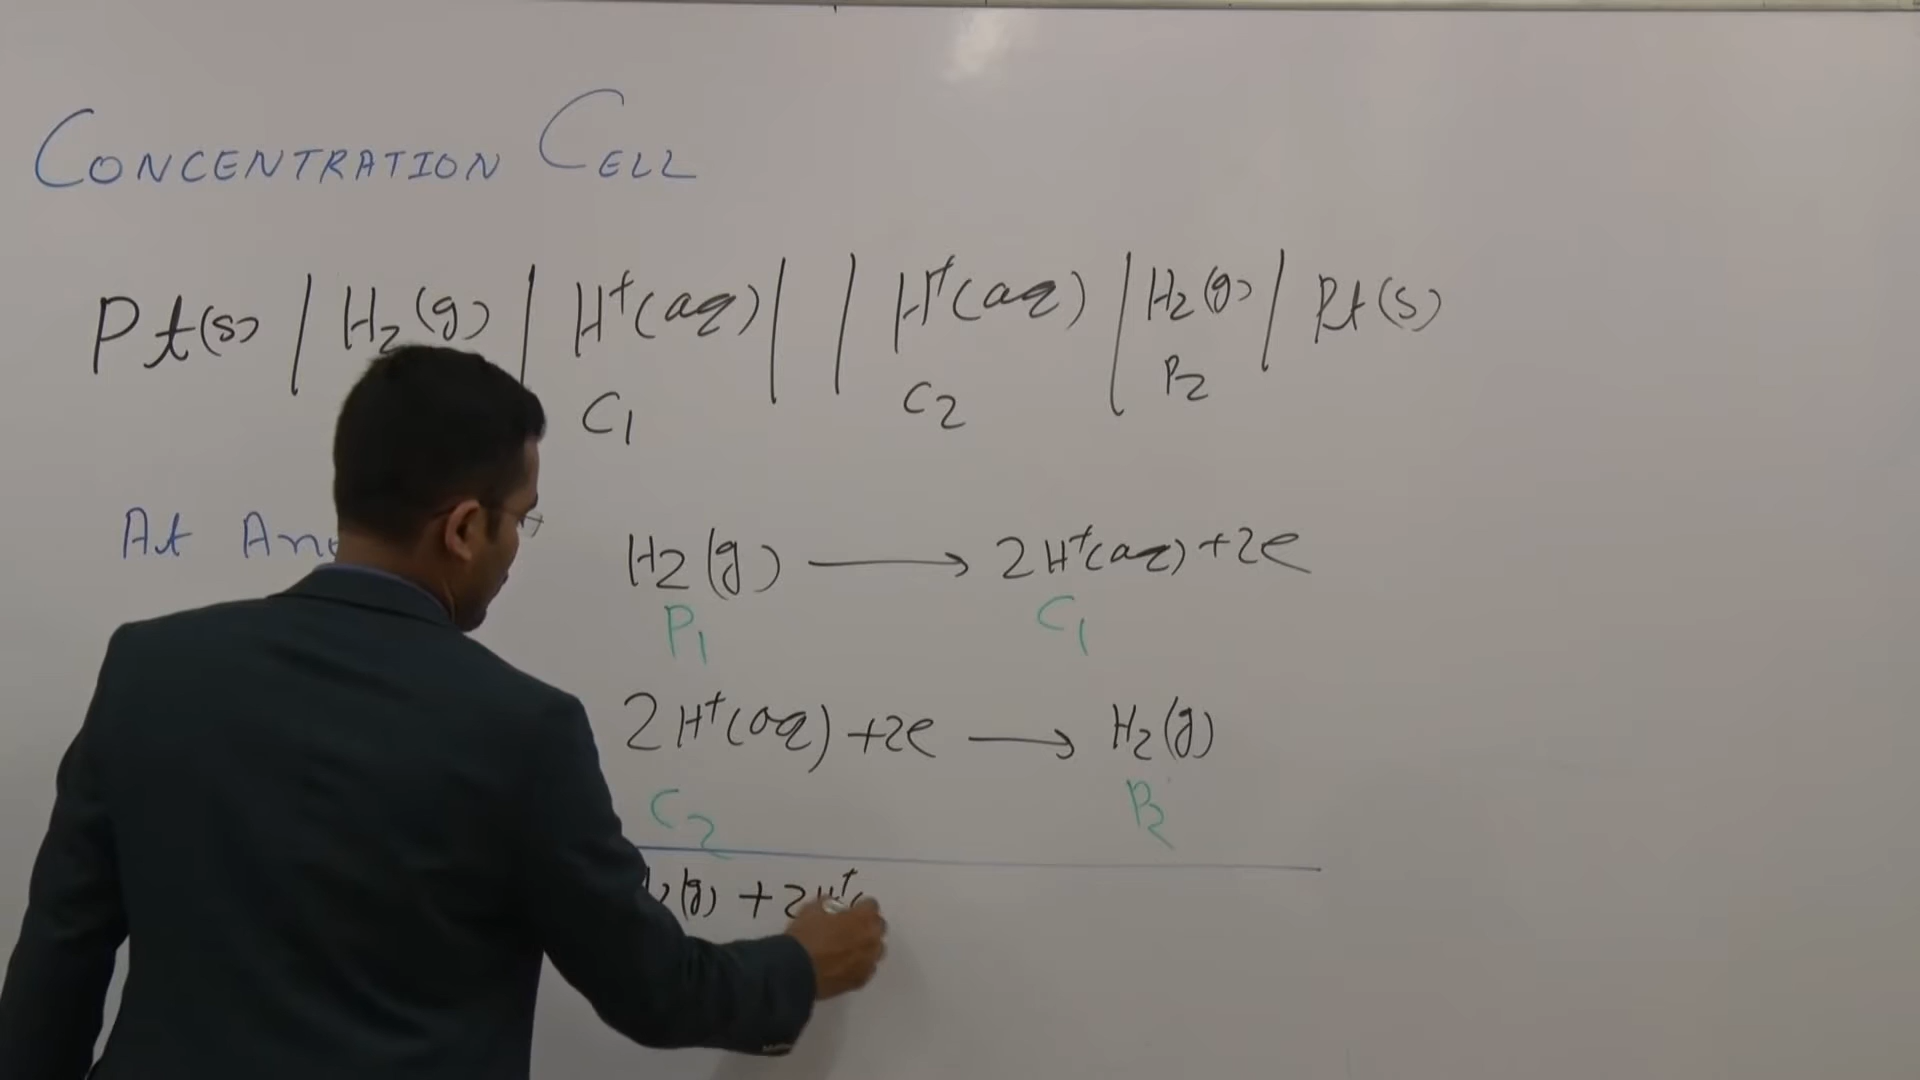 CONCENTRATION CELL
Pt(s) | H₂(g) | H⁺(aq) | | H⁺(aq) | H₂(g) | Pt(s)
C₁ C₂ P₂
At
H₂(g) ⟶ 2H⁺(aq) + 2e
P₁ C₁
2H⁺(aq) + 2e ⟶ H₂(g)
C₂ P₂
(g) + 2H⁺